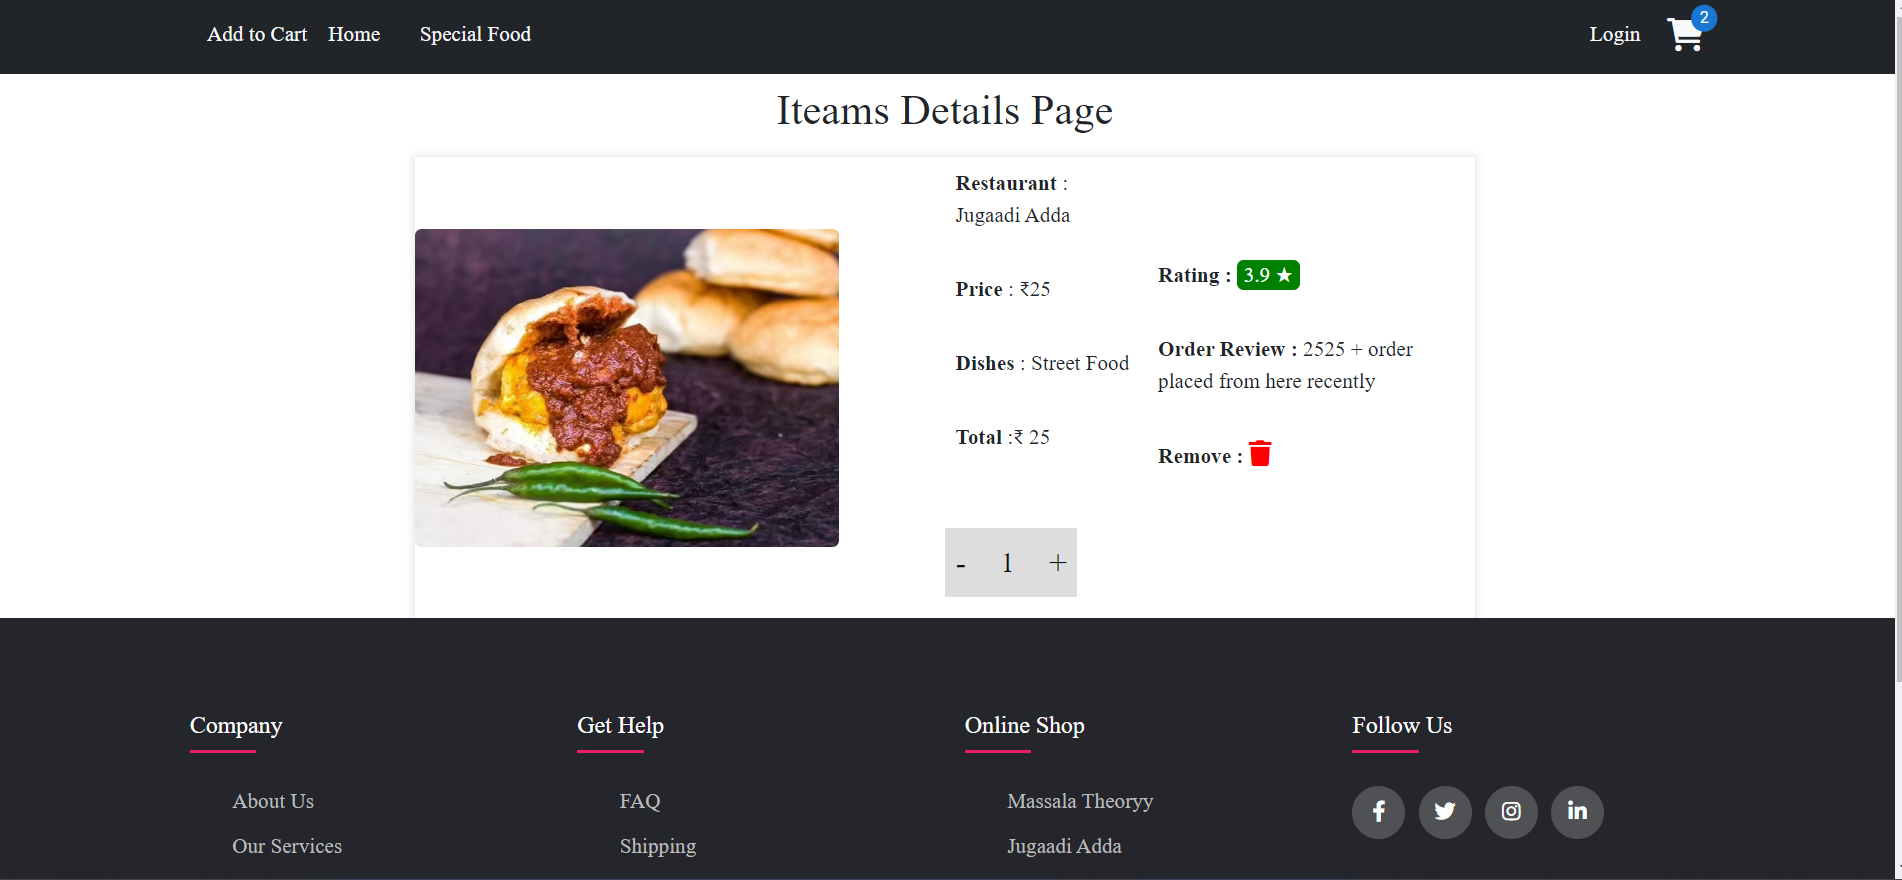 Add to Cart Home Special Food Login 2
Iteams Details Page
Restaurant :
Jugaadi Adda
Price : ₹25
Dishes : Street Food
Total :₹ 25
Rating : 3.9 ★
Order Review : 2525 + order
placed from here recently
Remove :
- 1 +
Company
About Us
Our Services
Get Help
FAQ
Shipping
Online Shop
Massala Theoryy
Jugaadi Adda
Follow Us